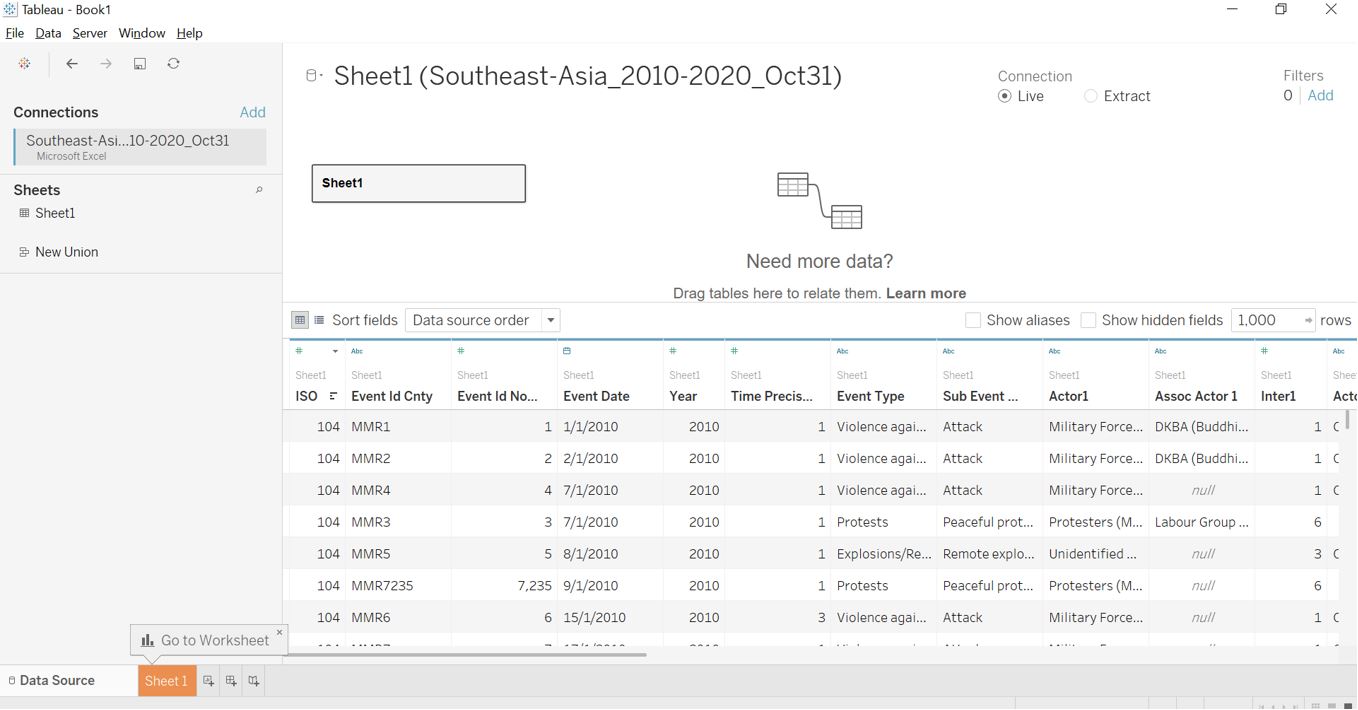 Tableau - Book1
File Data Server Window Help
Connections Add
Southeast-Asi...10-2020_Oct31
Microsoft Excel
Sheets
Sheet1
New Union
Sheet1 (Southeast-Asia_2010-2020_Oct31)
Connection
Live Extract
Filters
0 Add
Sheet1
Need more data?
Drag tables here to relate them. Learn more
Sort fields Data source order Show aliases Show hidden fields 1,000 rows
# Abc # # # Abc Abc Abc Abc # Abc
Sheet1 Sheet1 Sheet1 Sheet1 Sheet1 Sheet1 Sheet1 Sheet1 Sheet1 Sheet1 Sheet1 Sheet1
ISO Event Id Cnty Event Id No... Event Date Year Time Precis... Event Type Sub Event ... Actor1 Assoc Actor 1 Inter1
104 MMR1 1 1/1/2010 2010 1 Violence agai... Attack Military Force... DKBA (Buddhi... 1
104 MMR2 2 2/1/2010 2010 1 Violence agai... Attack Military Force... DKBA (Buddhi... 1
104 MMR4 4 7/1/2010 2010 1 Violence agai... Attack Military Force... null 1
104 MMR3 3 7/1/2010 2010 1 Protests Peaceful prot... Protesters (M... Labour Group ... 6
104 MMR5 5 8/1/2010 2010 1 Explosions/Re... Remote explo... Unidentified ... null 3
104 MMR7235 7,235 9/1/2010 2010 1 Protests Peaceful prot... Protesters (M... null 6
104 MMR6 6 15/1/2010 2010 3 Violence agai... Attack Military Force... null 1
Go to Worksheet ×
Data Source Sheet 1